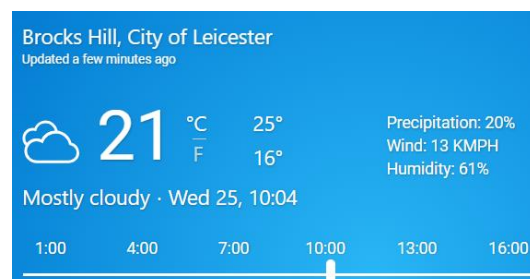 Brocks Hill, City of Leicester
Updated a few minutes ago
21 °C 25°
F 16°
Precipitation: 20%
Wind: 13 KMPH
Humidity: 61%
Mostly cloudy · Wed 25, 10:04
1:00 4:00 7:00 10:00 13:00 16:00